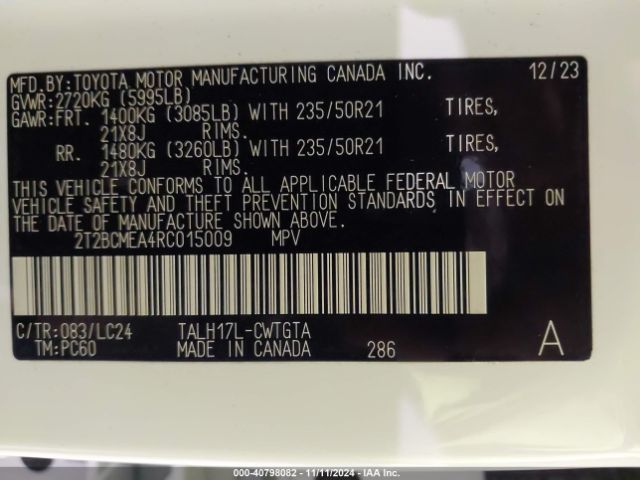 MFD.BY:TOYOTA MOTOR MANUFACTURING CANADA INC. 12/23
GVWR:2720KG (5995LB)
GAWR:FRT. 1400KG (3085LB) WITH 235/50R21 TIRES,
21X8J RIMS.
RR. 1480KG (3260LB) WITH 235/50R21 TIRES,
21X8J RIMS.
THIS VEHICLE CONFORMS TO ALL APPLICABLE FEDERAL MOTOR
VEHICLE SAFETY AND THEFT PREVENTION STANDARDS IN EFFECT ON
THE DATE OF MANUFACTURE SHOWN ABOVE.
2T2BCMEA4RC015009 MPV
C/TR:083/LC24 TALH17L-CWTGTA
TM:PC60 MADE IN CANADA 286 A
000-40798082 - 11/11/2024 - IAA Inc.